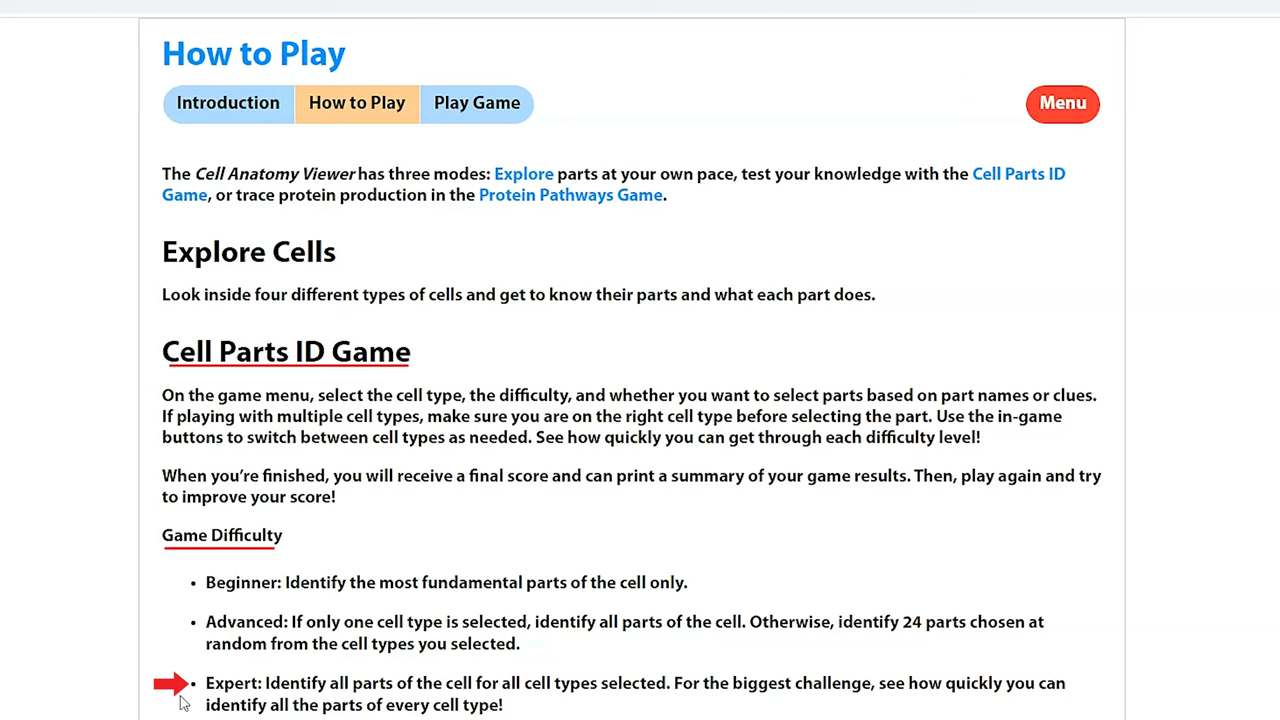 How to Play
Introduction How to Play Play Game Menu
The Cell Anatomy Viewer has three modes: Explore parts at your own pace, test your knowledge with the Cell Parts ID
Game, or trace protein production in the Protein Pathways Game.
Explore Cells
Look inside four different types of cells and get to know their parts and what each part does.
Cell Parts ID Game
On the game menu, select the cell type, the difficulty, and whether you want to select parts based on part names or clues.
If playing with multiple cell types, make sure you are on the right cell type before selecting the part. Use the in-game
buttons to switch between cell types as needed. See how quickly you can get through each difficulty level!
When you’re finished, you will receive a final score and can print a summary of your game results. Then, play again and try
to improve your score!
Game Difficulty
• Beginner: Identify the most fundamental parts of the cell only.
• Advanced: If only one cell type is selected, identify all parts of the cell. Otherwise, identify 24 parts chosen at
random from the cell types you selected.
• Expert: Identify all parts of the cell for all cell types selected. For the biggest challenge, see how quickly you can
identify all the parts of every cell type!